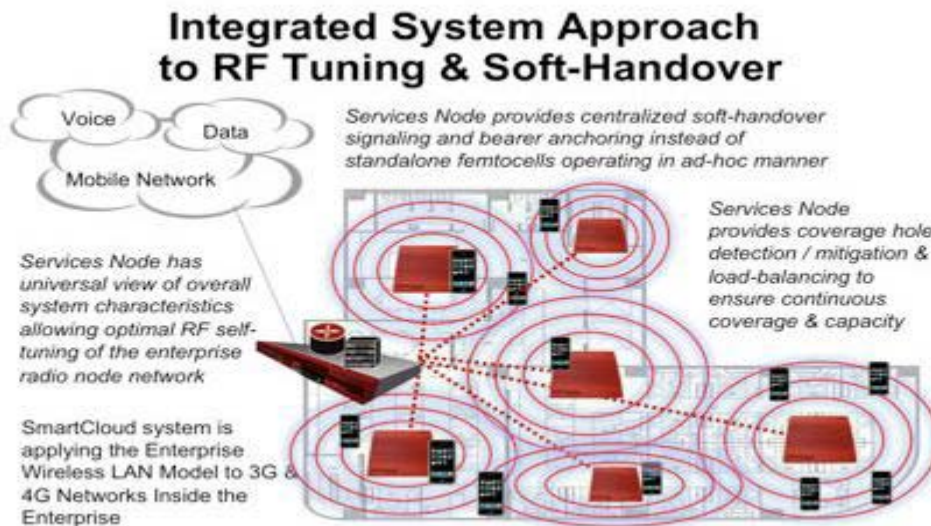 Integrated System Approach
to RF Tuning & Soft-Handover
Voice
Data
Mobile Network
Services Node provides centralized soft-handover
signaling and bearer anchoring instead of
standalone femtocells operating in ad-hoc manner
Services Node
provides coverage hole
detection / mitigation &
load-balancing to
ensure continuous
coverage & capacity
Services Node has
universal view of overall
system characteristics
allowing optimal RF self-
tuning of the enterprise
radio node network
SmartCloud system is
applying the Enterprise
Wireless LAN Model to 3G &
4G Networks Inside the
Enterprise